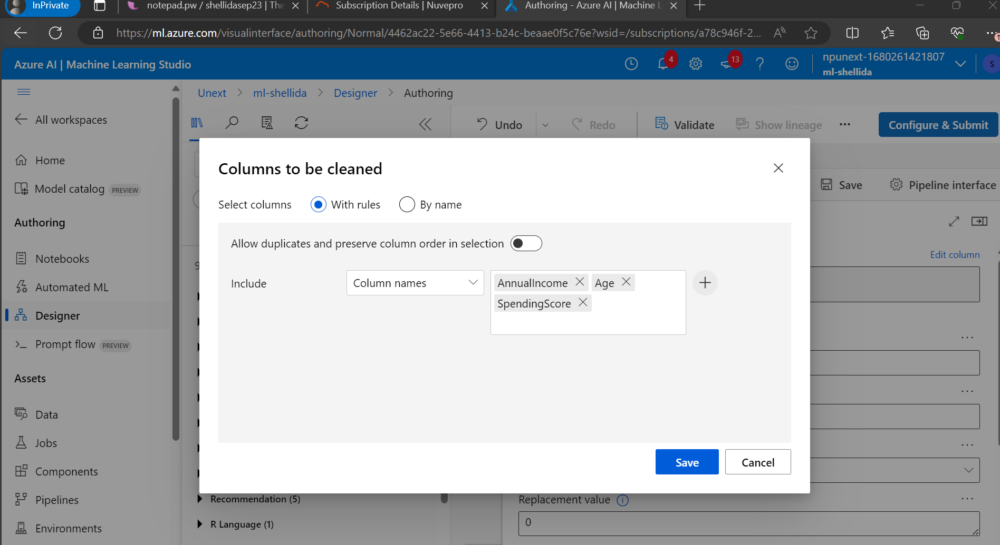 InPrivate
notepad.pw / shellidasep23 | The
Subscription Details | Nuvepro
Authoring - Azure AI | Machine L
https://ml.azure.com/visualinterface/authoring/Normal/4462ac22-5e66-4413-b24c-beaae0f5c76e?wsid=/subscriptions/a78c946f-2...
Azure AI | Machine Learning Studio
4
13
npunext-1680261421807
ml-shellida
S
Unext > ml-shellida > Designer > Authoring
All workspaces
Undo
Redo
Validate
Show lineage
Configure & Submit
Home
Model catalog PREVIEW
Authoring
Notebooks
Automated ML
Designer
Prompt flow PREVIEW
Assets
Data
Jobs
Components
Pipelines
Environments
Columns to be cleaned
Select columns
With rules
By name
Allow duplicates and preserve column order in selection
Include
Column names
AnnualIncome
Age
SpendingScore
Save
Cancel
Save
Pipeline interface
Edit column
Recommendation (5)
R Language (1)
Replacement value
0